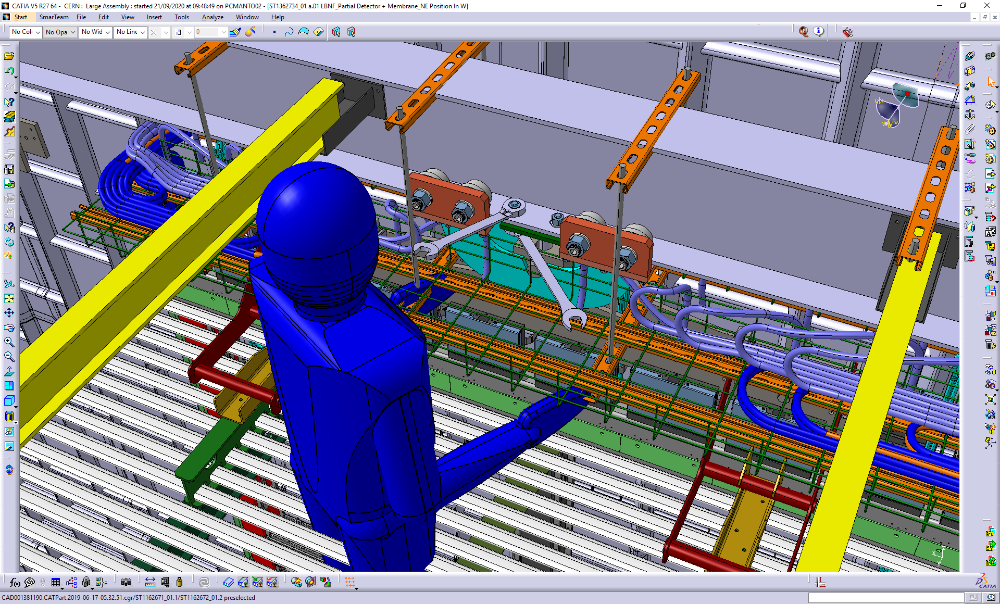 CATIA V5 R27 64 - CERN : Large Assembly : started 21/09/2020 at 09:48:49 on PCMANTO02 - [ST1362734_01 a.01 LBNF_Partial Detector + Membrane_NE Position In W]
Start SmarTeam File Edit View Insert Tools Analyze Window Help
No Col No Opa No Wid No Line 0
f(x)
CATIA
CAD001381190.CATPart.2019-06-17-05.32.51.cgr/ST1162671_01.1/ST1162672_01.2 preselected